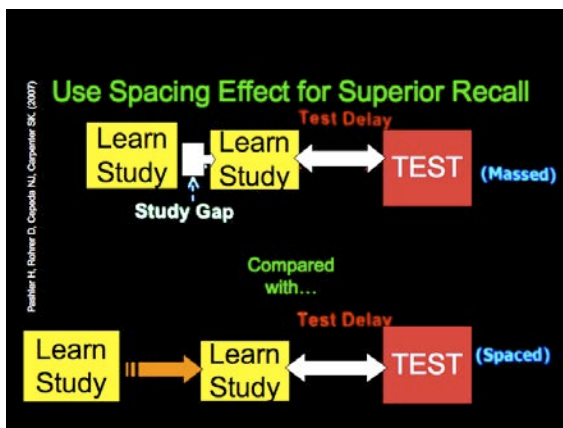 Use Spacing Effect for Superior Recall
Test Delay
Learn
Study
Learn
Study
TEST
(Massed)
Study Gap
Pashler H, Rohrer D, Cepeda NJ, Carpenter SK. (2007)
Compared
with...
Test Delay
Learn
Study
Learn
Study
TEST
(Spaced)